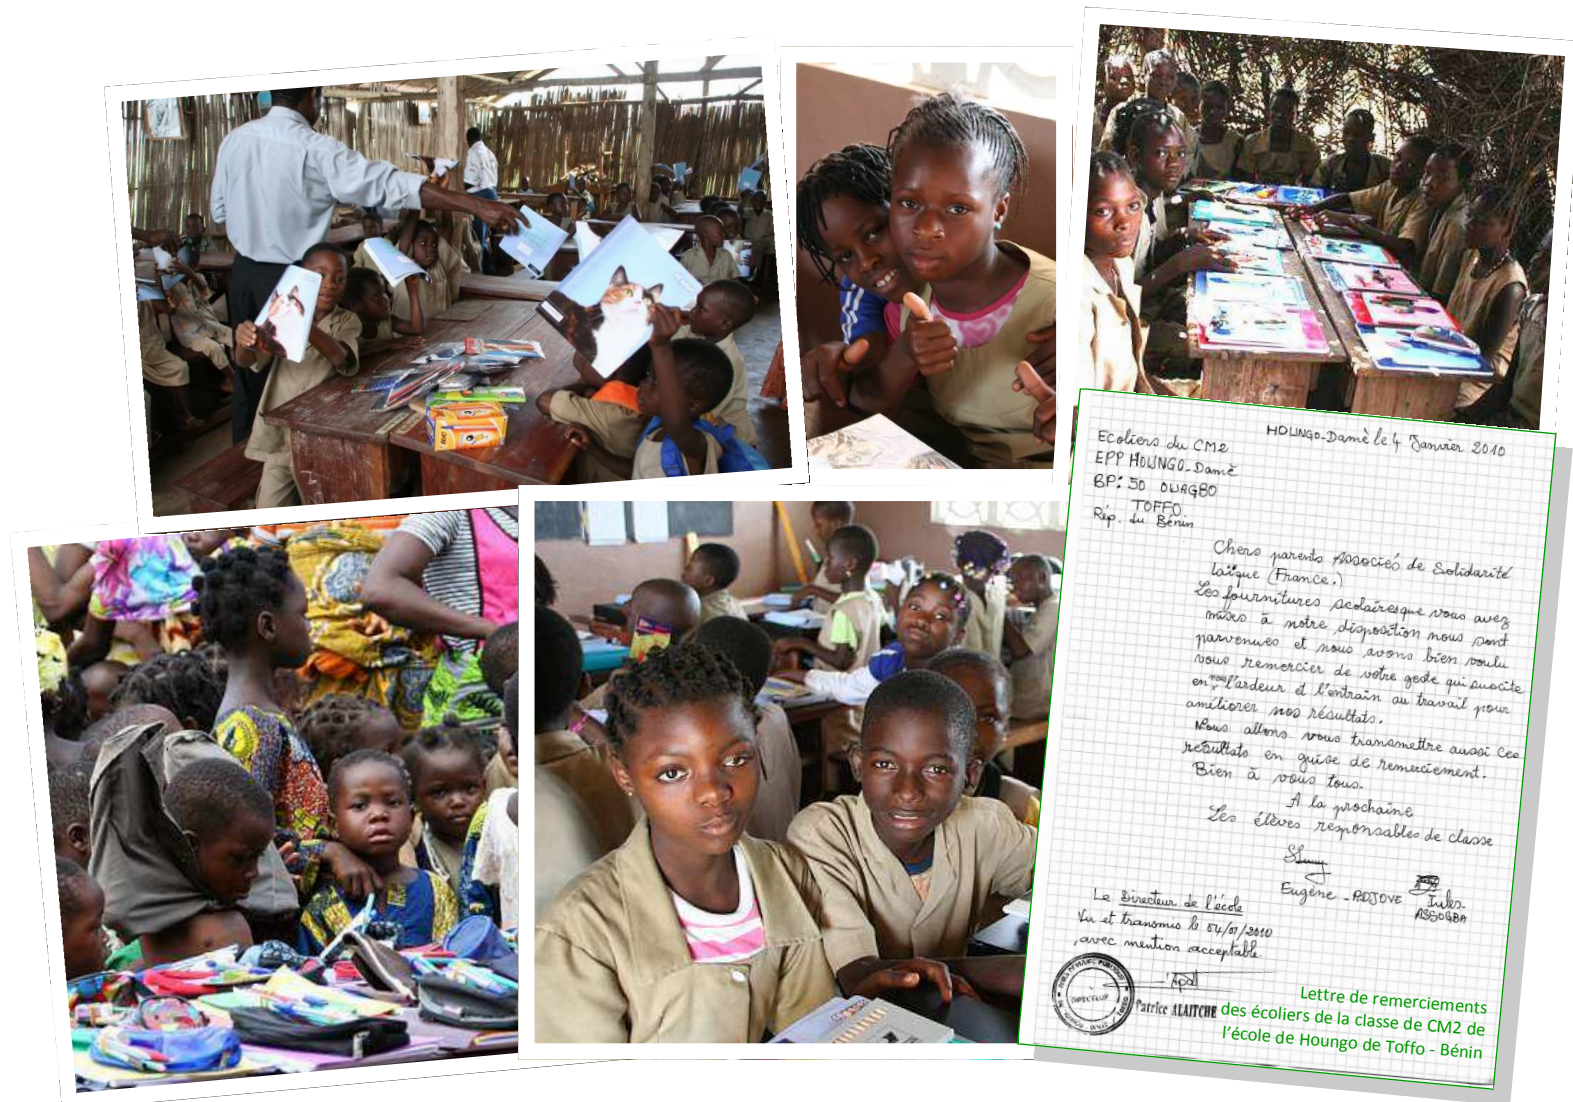 BIC
HOUNGO-Damè le 4 Janvier 2010
Ecoliers du CM2
EPP HOUNGO-Damè
BP: 50 OUAGBO
TOFFO.
Rép. du Bénin
Chers parents Associés de Solidarité
laïque (France.)
Les fournitures scolaires que vous avez
mises à notre disposition nous sont
parvenues et nous avons bien voulu
vous remercier de votre geste qui suscite
en nous l'ardeur et l'entrain au travail pour
améliorer nos résultats.
Nous allons vous transmettre aussi ces
résultats en guise de remerciement.
Bien à vous tous.
A la prochaine
Les élèves responsables de classe
Eugène - ADJOVE
Jules
ASSOGBA
Le Directeur de l'école
Vu et transmis le 04/01/2010
avec mention acceptable.
DIRECTEUR
Patrice ALAITCHE
Lettre de remerciements
des écoliers de la classe de CM2 de
l'école de Houngo de Toffo - Bénin